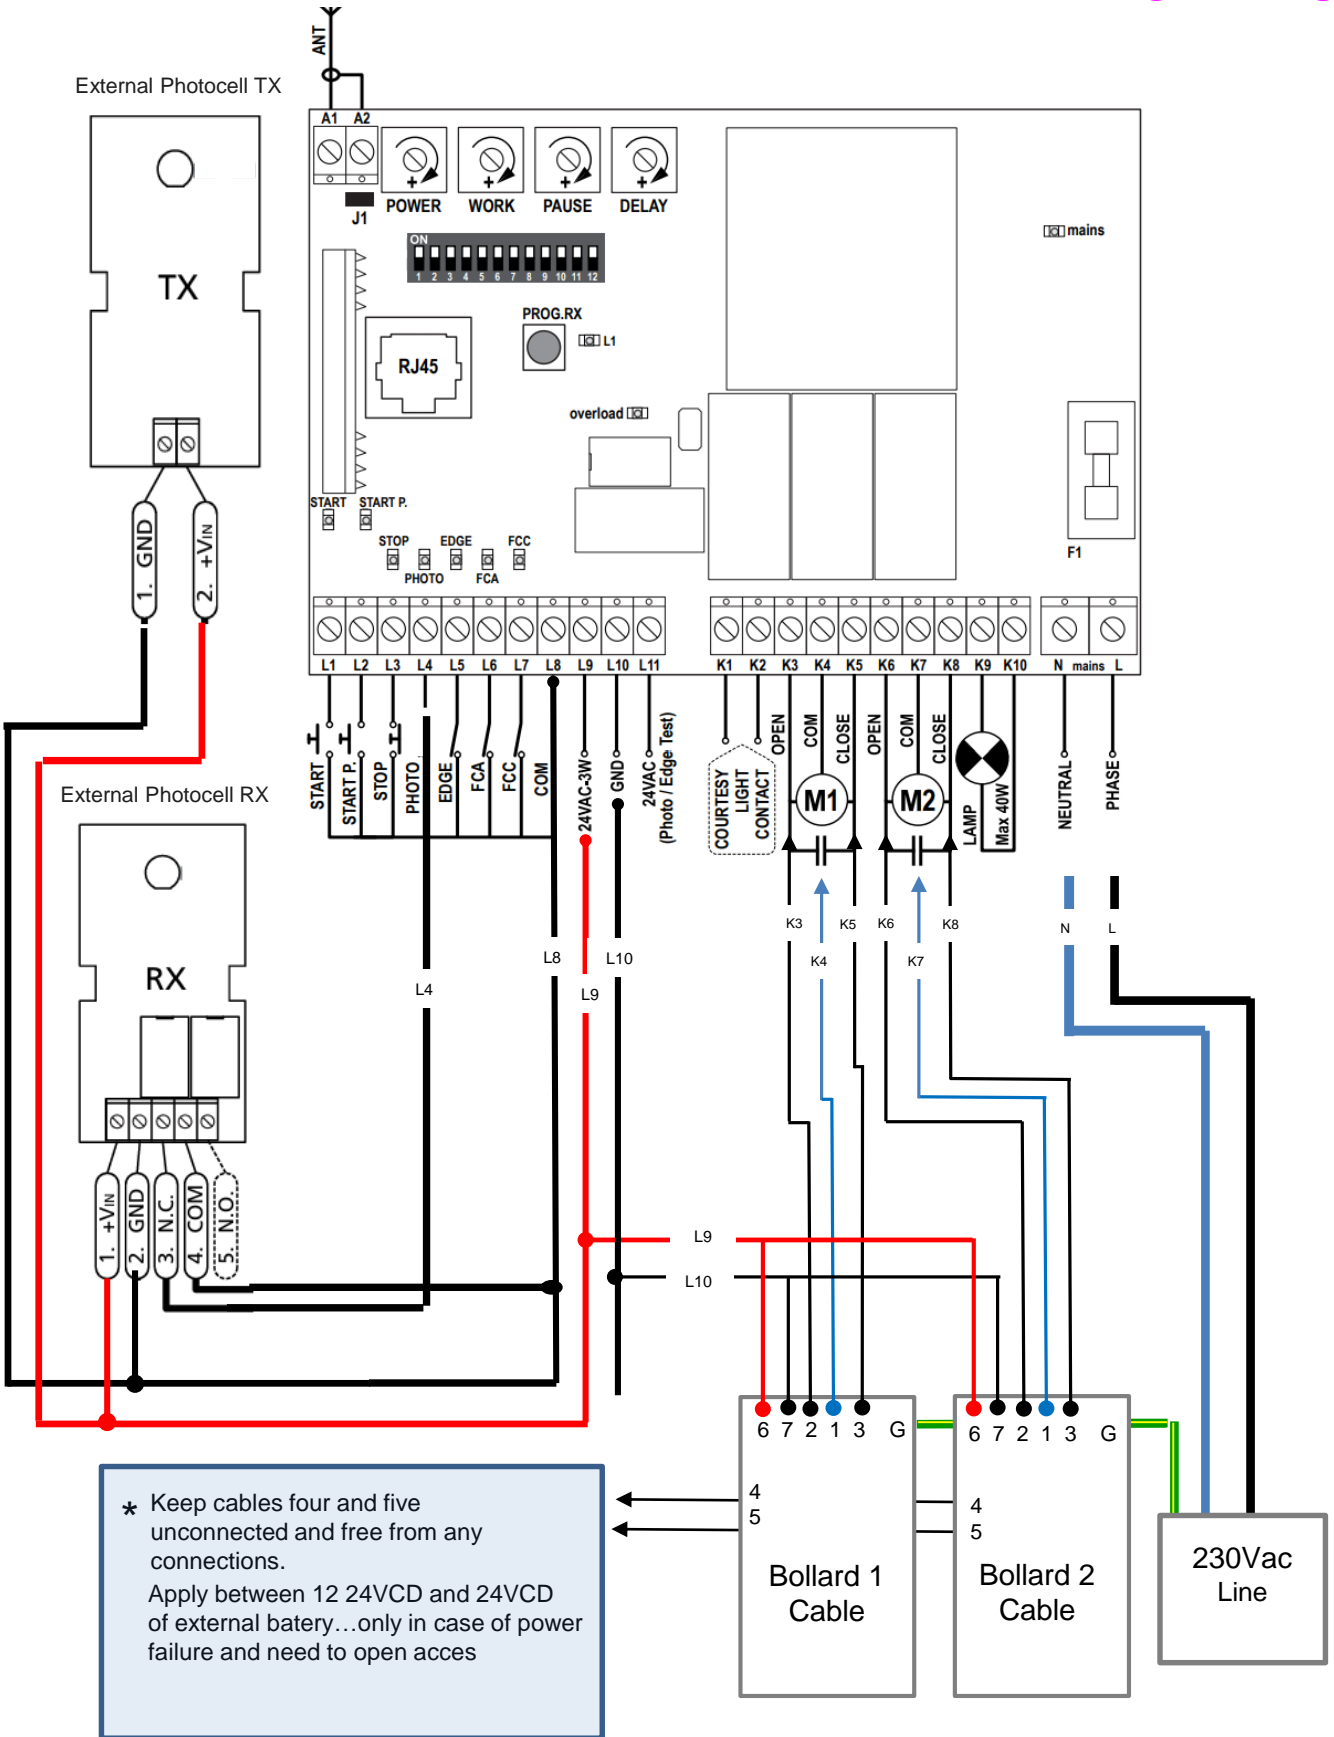 ANT
External Photocell TX
A1 A2
POWER WORK PAUSE DELAY
J1
ON
1 2 3 4 5 6 7 8 9 10 11 12
mains
TX
PROG.RX
L1
RJ45
overload
F1
START START P.
STOP EDGE FCC
PHOTO FCA
1. GND
2. +VIN
L1 L2 L3 L4 L5 L6 L7 L8 L9 L10 L11
K1 K2 K3 K4 K5 K6 K7 K8 K9 K10
N mains L
START
START P.
STOP
PHOTO.
EDGE
FCA
FCC
COM
24VAC-3W
GND
24VAC
(Photo / Edge Test)
COURTESY
LIGHT
CONTACT
OPEN
COM
CLOSE
OPEN
COM
CLOSE
M1
M2
LAMP
Max 40W
NEUTRAL
PHASE
External Photocell RX
RX
K3 K5 K6 K8
K4 K7
N L
L8 L10
L4 L9
1. +VIN
2. GND
3. N.C.
4. COM
5. N.O.
L9
L10
6 7 2 1 3 G
6 7 2 1 3 G
4
5
4
5
* Keep cables four and five
unconnected and free from any
connections.
Apply between 12 24VCD and 24VCD
of external batery…only in case of power
failure and need to open acces
Bollard 1
Cable
Bollard 2
Cable
230Vac
Line